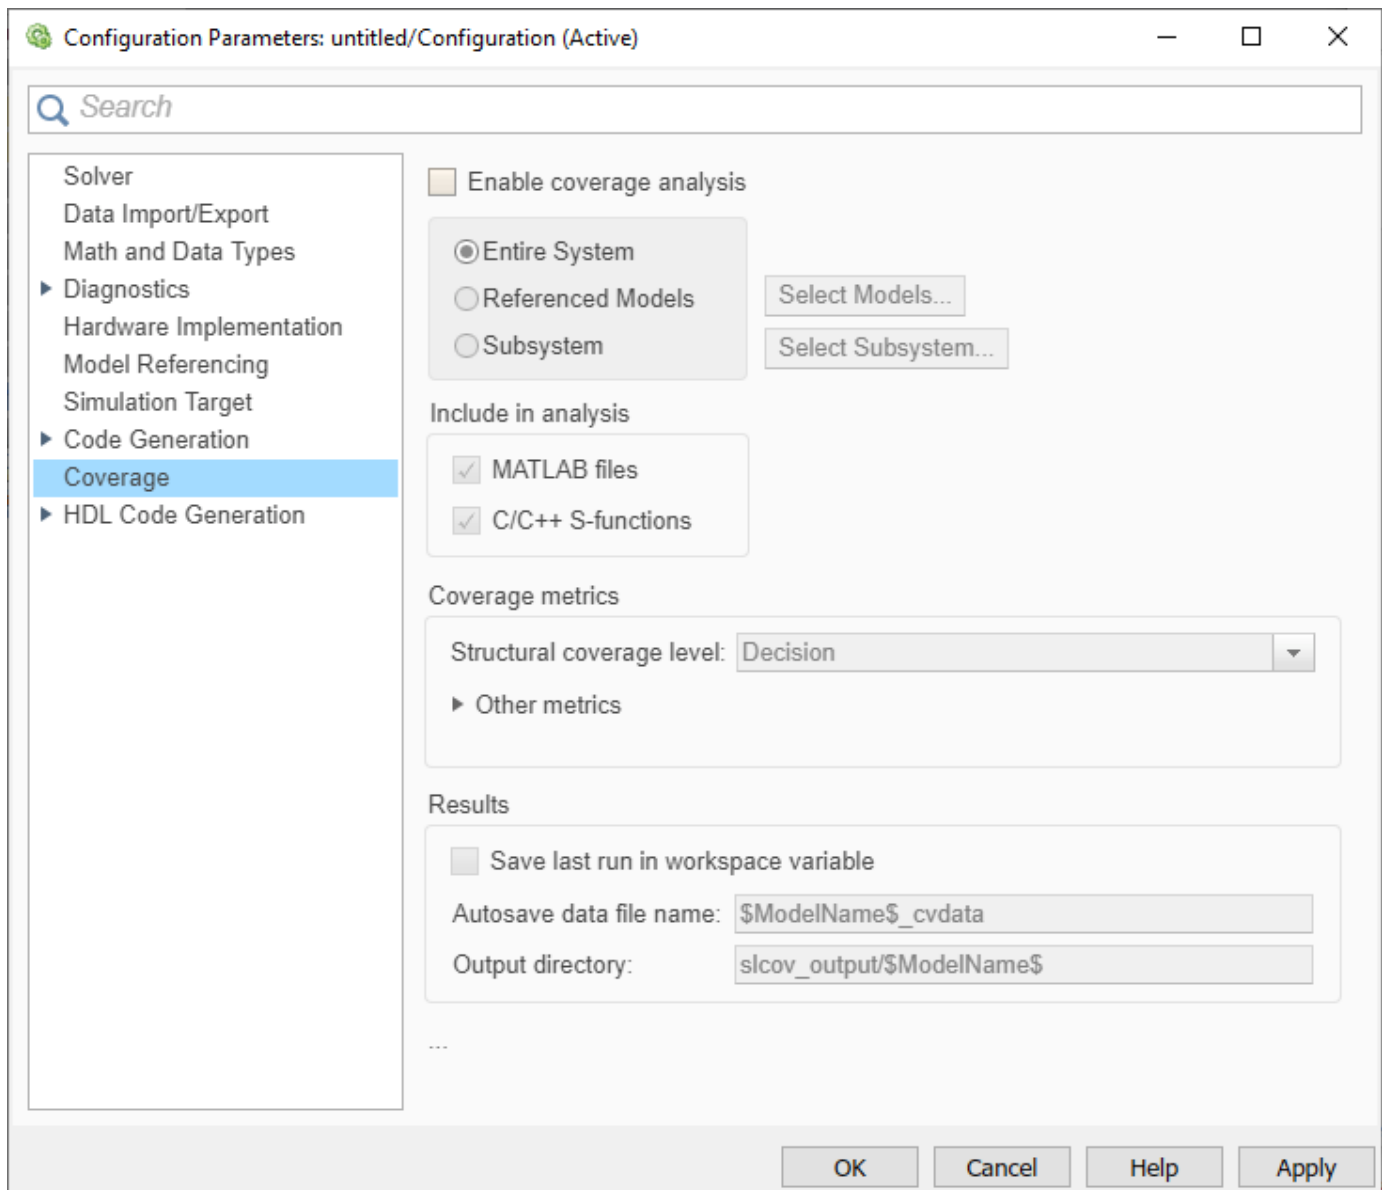 Configuration Parameters: untitled/Configuration (Active)
Search
Solver
Data Import/Export
Math and Data Types
Diagnostics
Hardware Implementation
Model Referencing
Simulation Target
Code Generation
Coverage
HDL Code Generation
Enable coverage analysis
Entire System
Referenced Models
Select Models...
Subsystem
Select Subsystem...
Include in analysis
MATLAB files
C/C++ S-functions
Coverage metrics
Structural coverage level: Decision
Other metrics
Results
Save last run in workspace variable
Autosave data file name: $ModelName$_cvdata
Output directory: slcov_output/$ModelName$
...
OK Cancel Help Apply